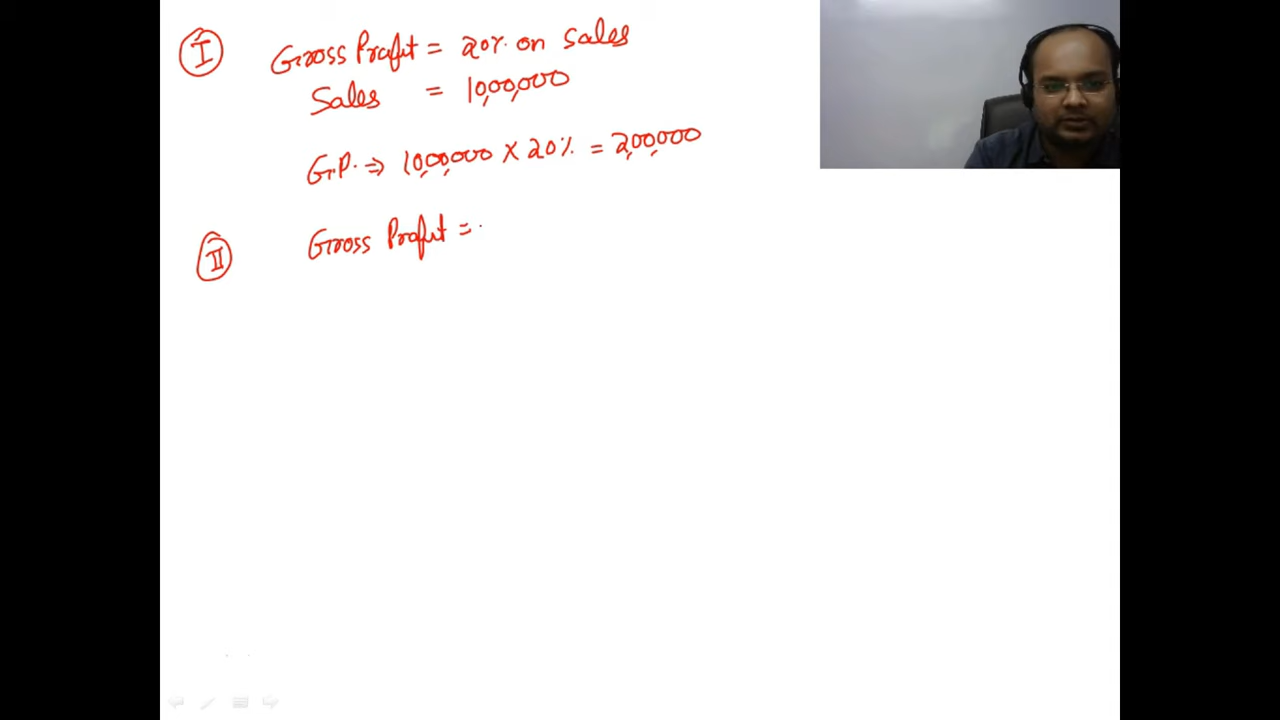 I Gross Profit = 20% on Sales
Sales = 10,00,000
G.P. ⇒ 10,00,000 X 20% = 2,00,000
II Gross Profit =